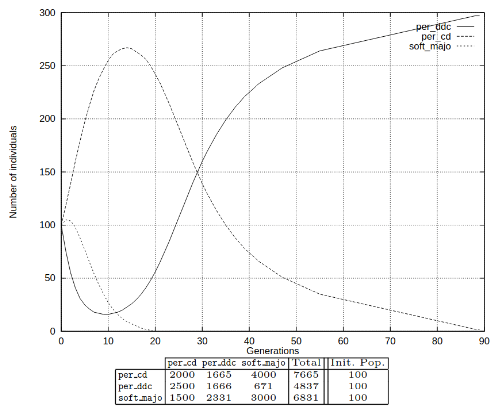 300
250
200
150
100
50
0
Number of individuals
per_ddc
per_cd
soft_majo
0 10 20 30 40 50 60 70 80 90
Generations
per_cd per_ddc soft_majo Total Init. Pop.
per_cd 2000 1665 4000 7665 100
per_ddc 2500 1666 671 4837 100
soft_majo 1500 2331 3000 6831 100